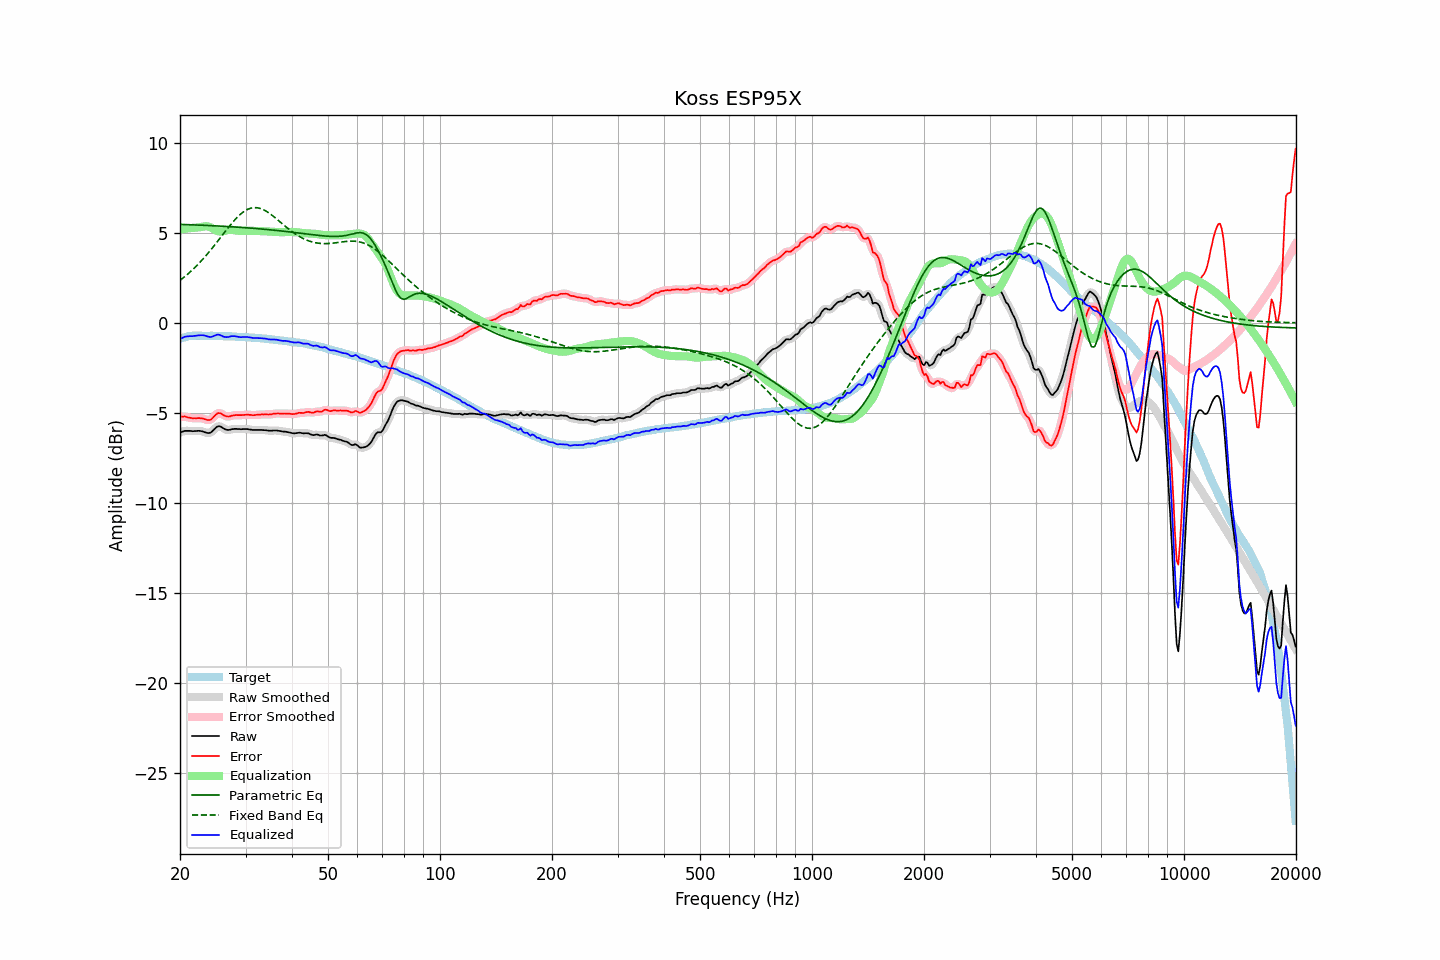 Koss ESP95X
10
5
0
−5
−10
−15
−20
−25
Amplitude (dBr)
Target
Raw Smoothed
Error Smoothed
Raw
Error
Equalization
Parametric Eq
Fixed Band Eq
Equalized
20 50 100 200 500 1000 2000 5000 10000 20000
Frequency (Hz)